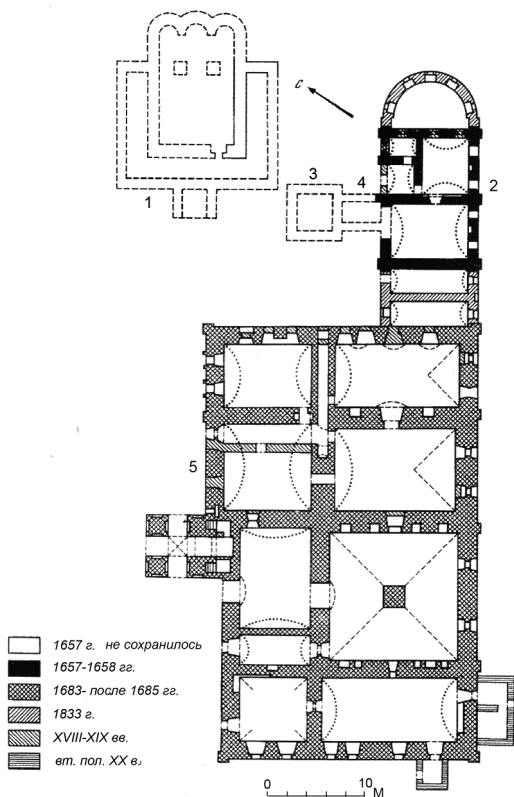 с
1
2
3
4
5
1657 г. не сохранилось
1657-1658 гг.
1683- после 1685 гг.
1833 г.
XVIII-XIX вв.
вт. пол. XX в.
0 10
М